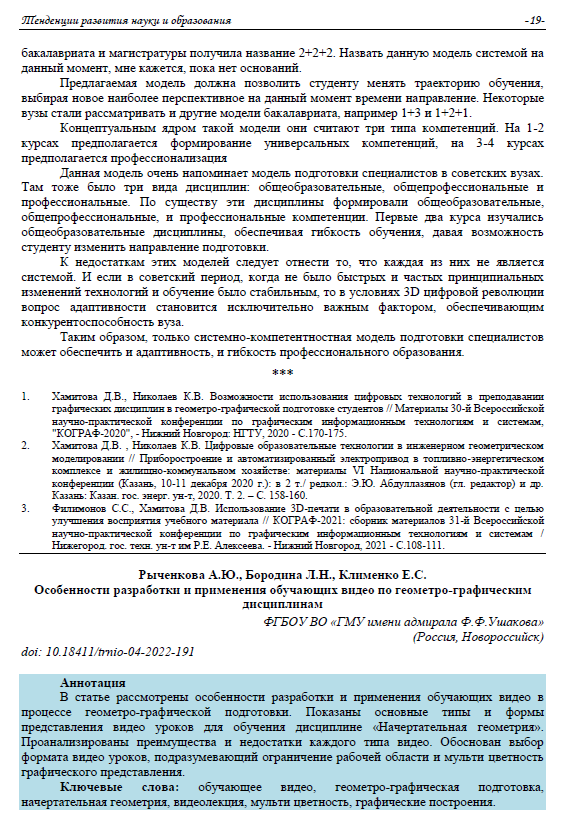 Тенденции развития науки и образования -19-
бакалавриата и магистратуры получила название 2+2+2. Назвать данную модель системой на
данный момент, мне кажется, пока нет оснований.
Предлагаемая модель должна позволить студенту менять траекторию обучения,
выбирая новое наиболее перспективное на данный момент времени направление. Некоторые
вузы стали рассматривать и другие модели бакалавриата, например 1+3 и 1+2+1.
Концептуальным ядром такой модели они считают три типа компетенций. На 1-2
курсах предполагается формирование универсальных компетенций, на 3-4 курсах
предполагается профессионализация
Данная модель очень напоминает модель подготовки специалистов в советских вузах.
Там тоже было три вида дисциплин: общеобразовательные, общепрофессиональные и
профессиональные. По существу эти дисциплины формировали общеобразовательные,
общепрофессиональные, и профессиональные компетенции. Первые два курса изучались
общеобразовательные дисциплины, обеспечивая гибкость обучения, давая возможность
студенту изменить направление подготовки.
К недостаткам этих моделей следует отнести то, что каждая из них не является
системой. И если в советский период, когда не было быстрых и частых принципиальных
изменений технологий и обучение было стабильным, то в условиях 3D цифровой революции
вопрос адаптивности становится исключительно важным фактором, обеспечивающим
конкурентоспособность вуза.
Таким образом, только системно-компетентностная модель подготовки специалистов
может обеспечить и адаптивность, и гибкость профессионального образования.
***
1. Хамитова Д.В., Николаев К.В. Возможности использования цифровых технологий в преподавании
графических дисциплин в геометро-графической подготовке студентов // Материалы 30-й Всероссийской
научно-практической конференции по графическим информационным технологиям и системам,
"КОГРАФ-2020", - Нижний Новгород: НГТУ, 2020 - С.170-175.
2. Хамитова Д.В. , Николаев К.В. Цифровые образовательные технологии в инженерном геометрическом
моделировании // Приборостроение и автоматизированный электропривод в топливно-энергетическом
комплексе и жилищно-коммунальном хозяйстве: материалы VI Национальной научно-практической
конференции (Казань, 10-11 декабря 2020 г.): в 2 т./ редкол.: Э.Ю. Абдуллазянов (гл. редактор) и др.
Казань: Казан. гос. энерг. ун-т, 2020. Т. 2. – С. 158-160.
3. Филимонов С.С., Хамитова Д.В. Использование 3D-печати в образовательной деятельности с целью
улучшения восприятия учебного материала // КОГРАФ-2021: сборник материалов 31-й Всероссийской
научно-практической конференции по графическим информационным технологиям и системам /
Нижегород. гос. техн. ун-т им Р.Е. Алексеева. - Нижний Новгород, 2021 - С.108-111.
Рыченкова А.Ю., Бородина Л.Н., Клименко Е.С.
Особенности разработки и применения обучающих видео по геометро-графическим
дисциплинам
ФГБОУ ВО «ГМУ имени адмирала Ф.Ф.Ушакова»
(Россия, Новороссийск)
doi: 10.18411/trnio-04-2022-191
Аннотация
В статье рассмотрены особенности разработки и применения обучающих видео в
процессе геометро-графической подготовки. Показаны основные типы и формы
представления видео уроков для обучения дисциплине «Начертательная геометрия».
Проанализированы преимущества и недостатки каждого типа видео. Обоснован выбор
формата видео уроков, подразумевающий ограничение рабочей области и мульти цветность
графического представления.
Ключевые слова: обучающее видео, геометро-графическая подготовка,
начертательная геометрия, видеолекция, мульти цветность, графические построения.